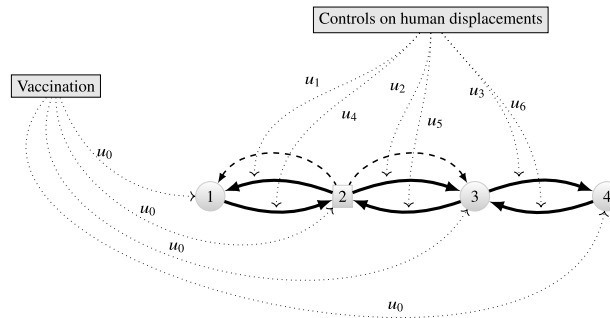 Controls on human displacements
Vaccination
u1
u2
u3
u4
u6
u5
u0
1
2
3
4
u0
u0
u0